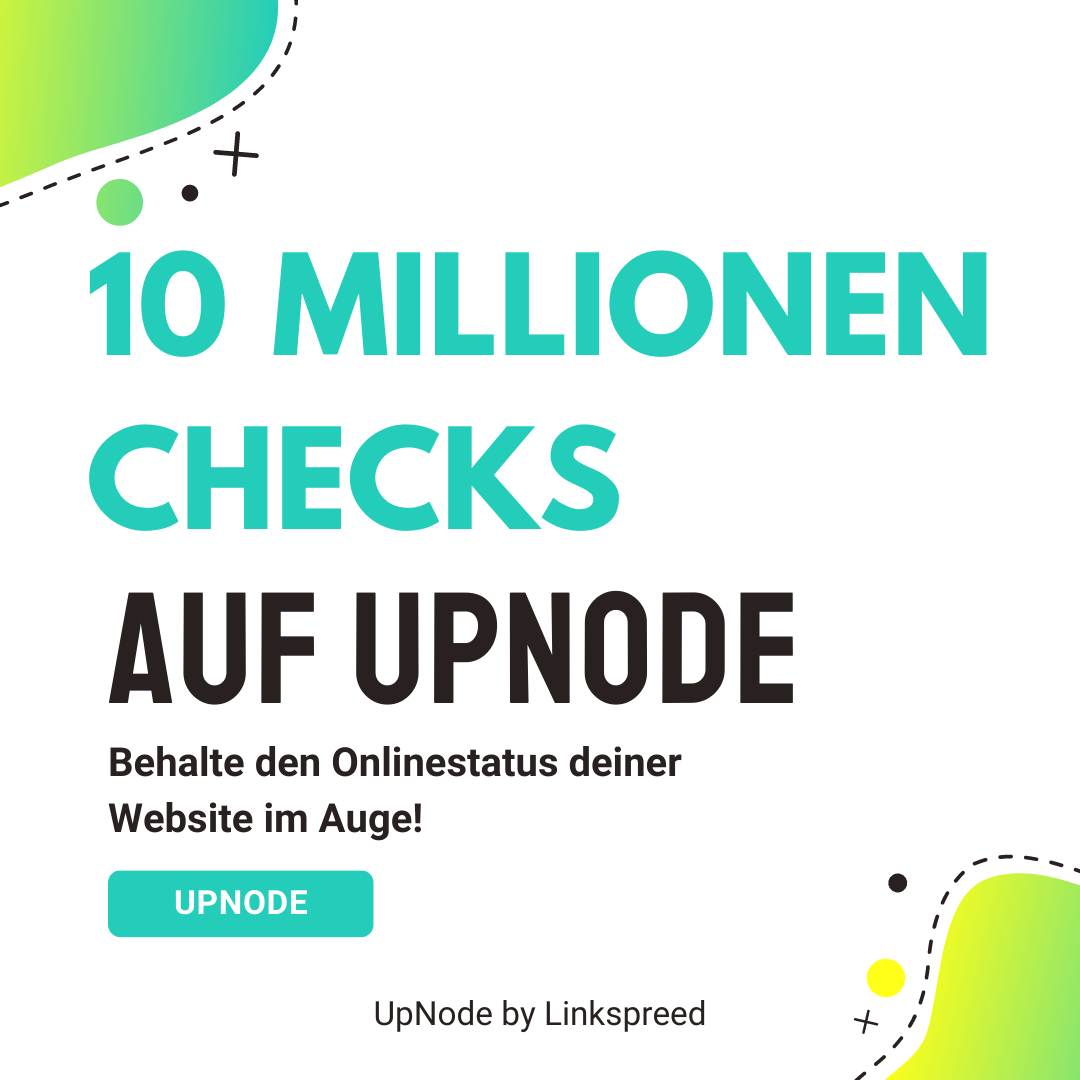 10 MILLIONEN
CHECKS
AUF UPNODE
Behalte den Onlinestatus deiner
Website im Auge!
UPNODE
UpNode by Linkspreed